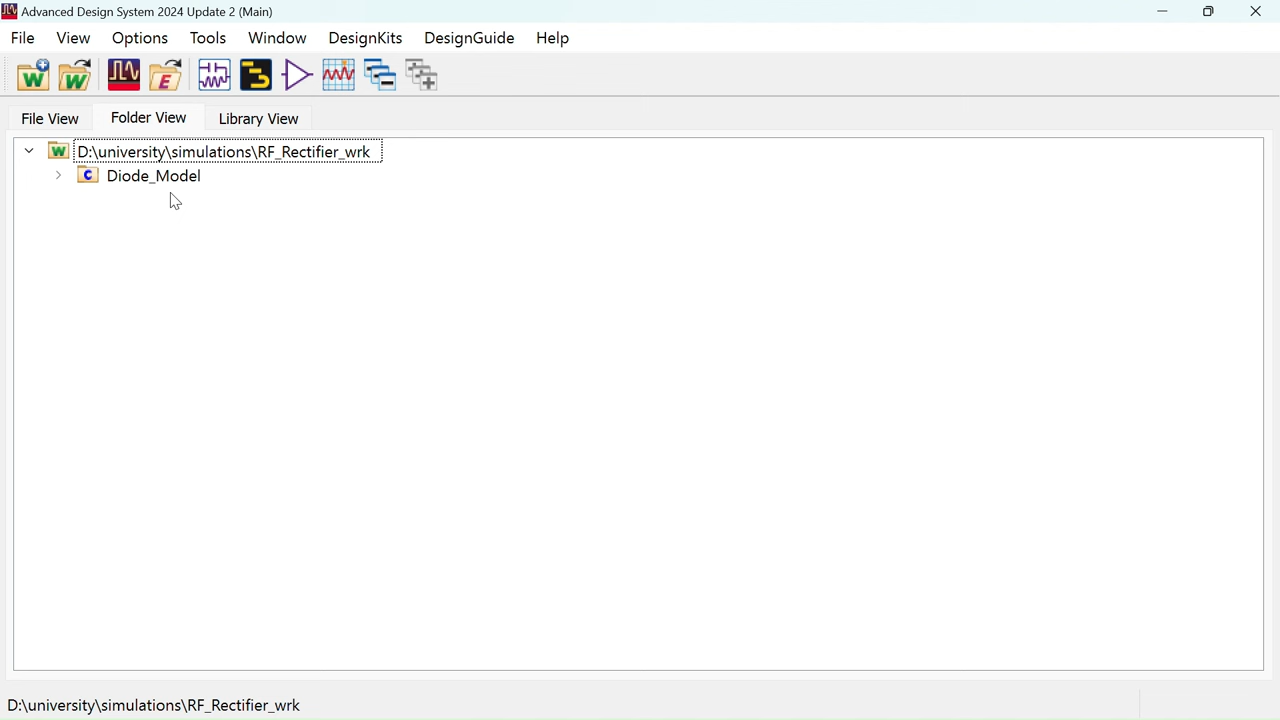 Advanced Design System 2024 Update 2 (Main)
File View Options Tools Window DesignKits DesignGuide Help
File View Folder View Library View
D:\university\simulations\RF_Rectifier_wrk
Diode_Model
D:\university\simulations\RF_Rectifier_wrk